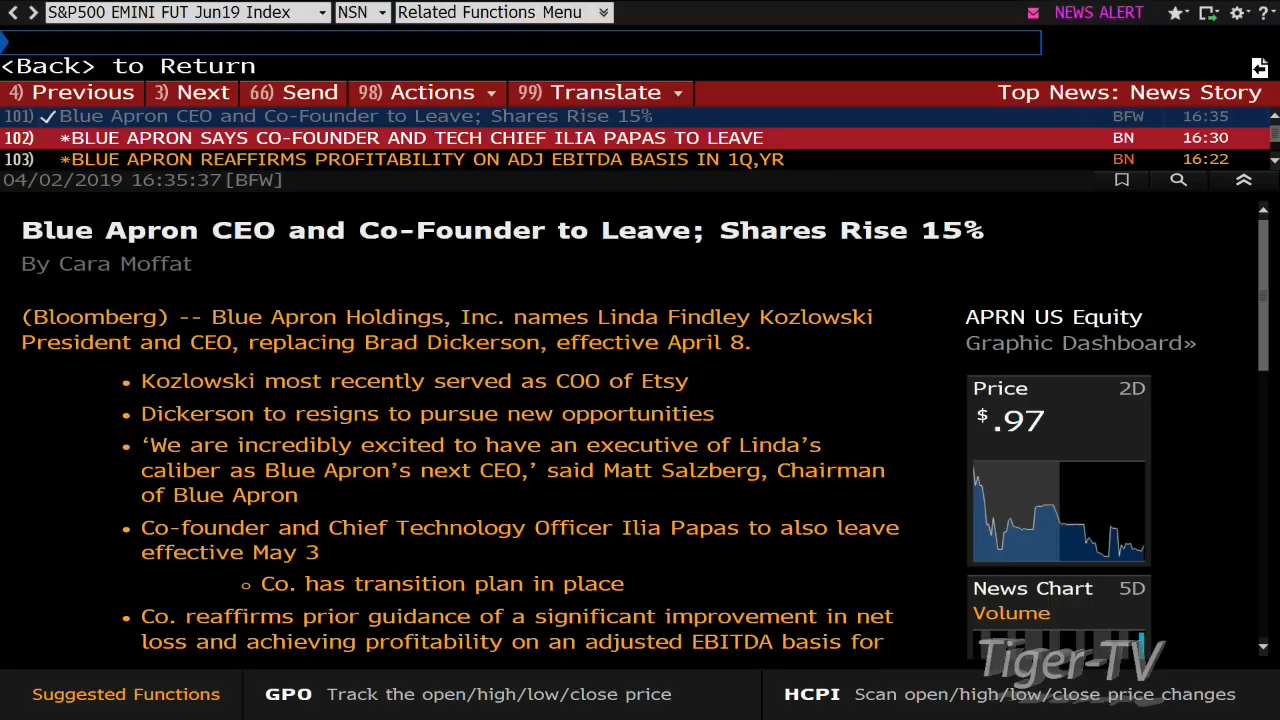 S&P500 EMINI FUT Jun19 Index NSN Related Functions Menu NEWS ALERT ?
<Back> to Return
4) Previous 3) Next 66) Send 98) Actions 99) Translate Top News: News Story
101) Blue Apron CEO and Co-Founder to Leave; Shares Rise 15% BFW 16:35
102) *BLUE APRON SAYS CO-FOUNDER AND TECH CHIEF ILIA PAPAS TO LEAVE BN 16:30
103) *BLUE APRON REAFFIRMS PROFITABILITY ON ADJ EBITDA BASIS IN 1Q,YR BN 16:22
04/02/2019 16:35:37[BFW]
Blue Apron CEO and Co-Founder to Leave; Shares Rise 15%
By Cara Moffat
(Bloomberg) -- Blue Apron Holdings, Inc. names Linda Findley Kozlowski
President and CEO, replacing Brad Dickerson, effective April 8.
• Kozlowski most recently served as COO of Etsy
• Dickerson to resigns to pursue new opportunities
• ‘We are incredibly excited to have an executive of Linda’s
caliber as Blue Apron’s next CEO,’ said Matt Salzberg, Chairman
of Blue Apron
• Co-founder and Chief Technology Officer Ilia Papas to also leave
effective May 3
○ Co. has transition plan in place
• Co. reaffirms prior guidance of a significant improvement in net
loss and achieving profitability on an adjusted EBITDA basis for
APRN US Equity
Graphic Dashboard»
Price 2D
$ .97
News Chart 5D
Volume
Tiger-TV
Suggested Functions GPO Track the open/high/low/close price HCPI Scan open/high/low/close price changes